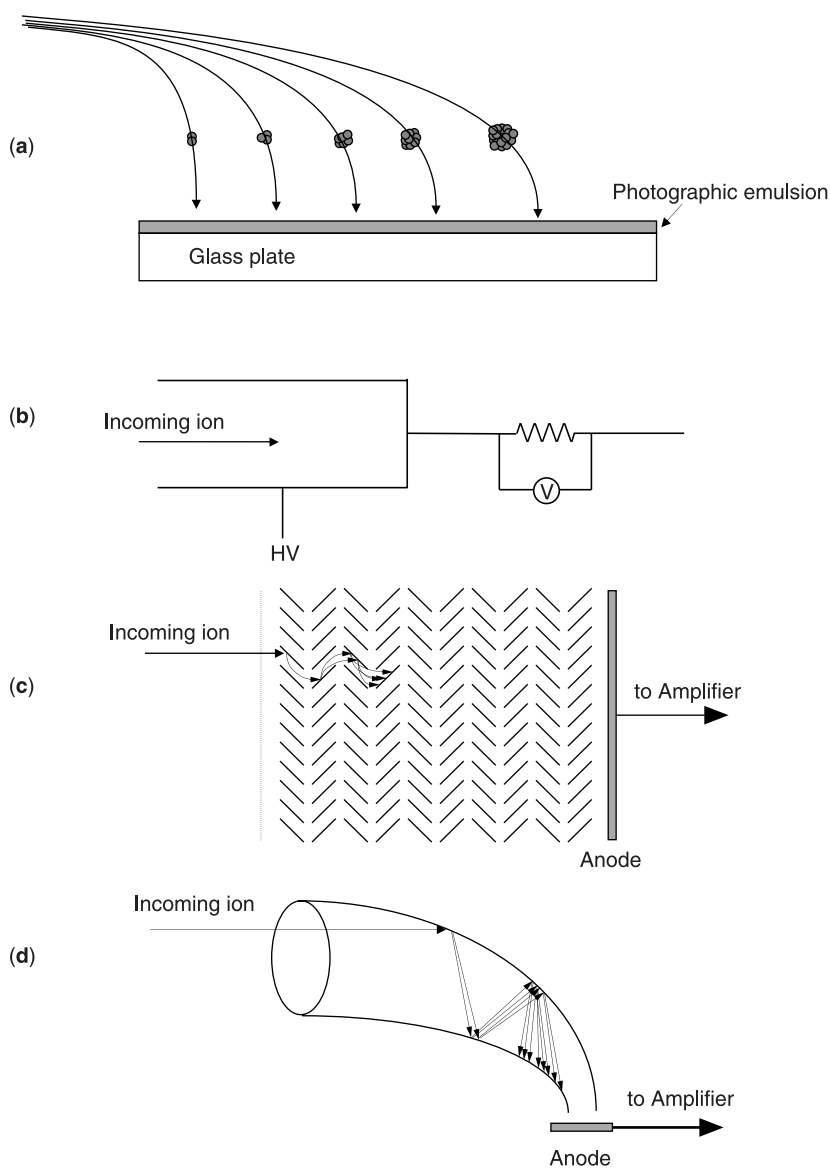 (a)
Photographic emulsion
Glass plate
(b)
Incoming ion
V
HV
Incoming ion
(c)
to Amplifier
Anode
Incoming ion
(d)
to Amplifier
Anode